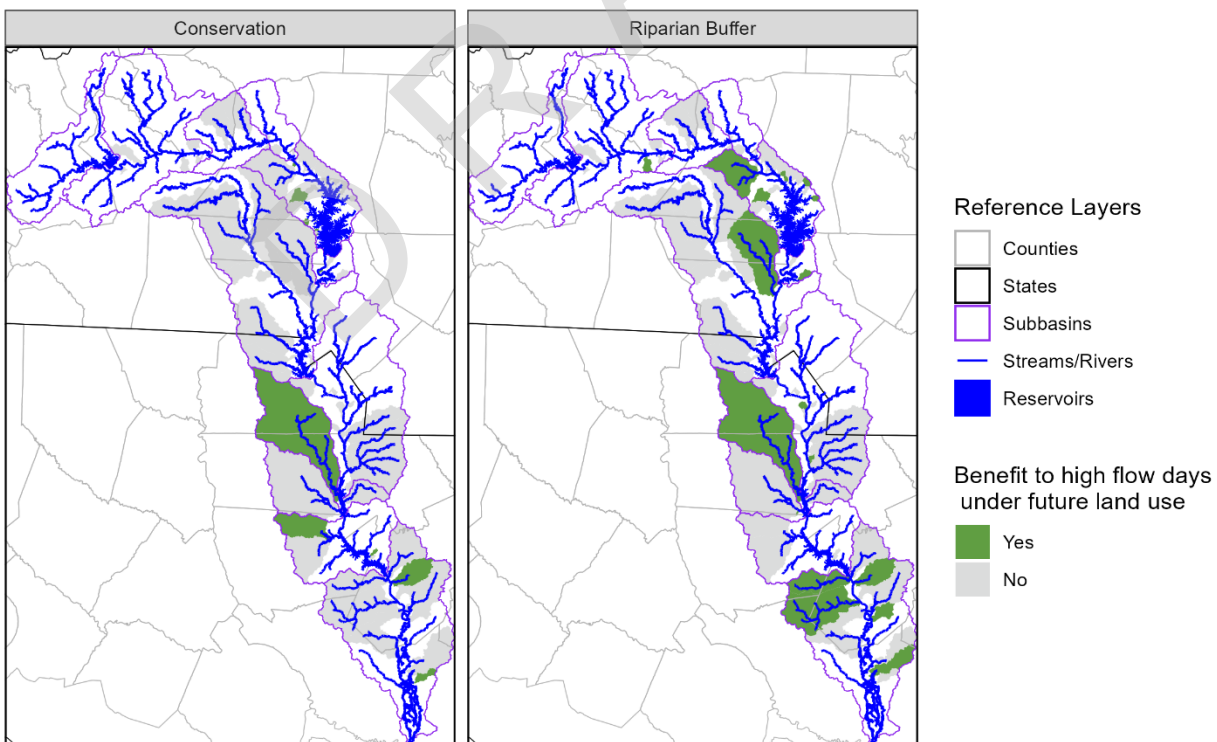 Conservation
Riparian Buffer
DRA
Reference Layers
Counties
States
Subbasins
Streams/Rivers
Reservoirs
Benefit to high flow days
under future land use
Yes
No